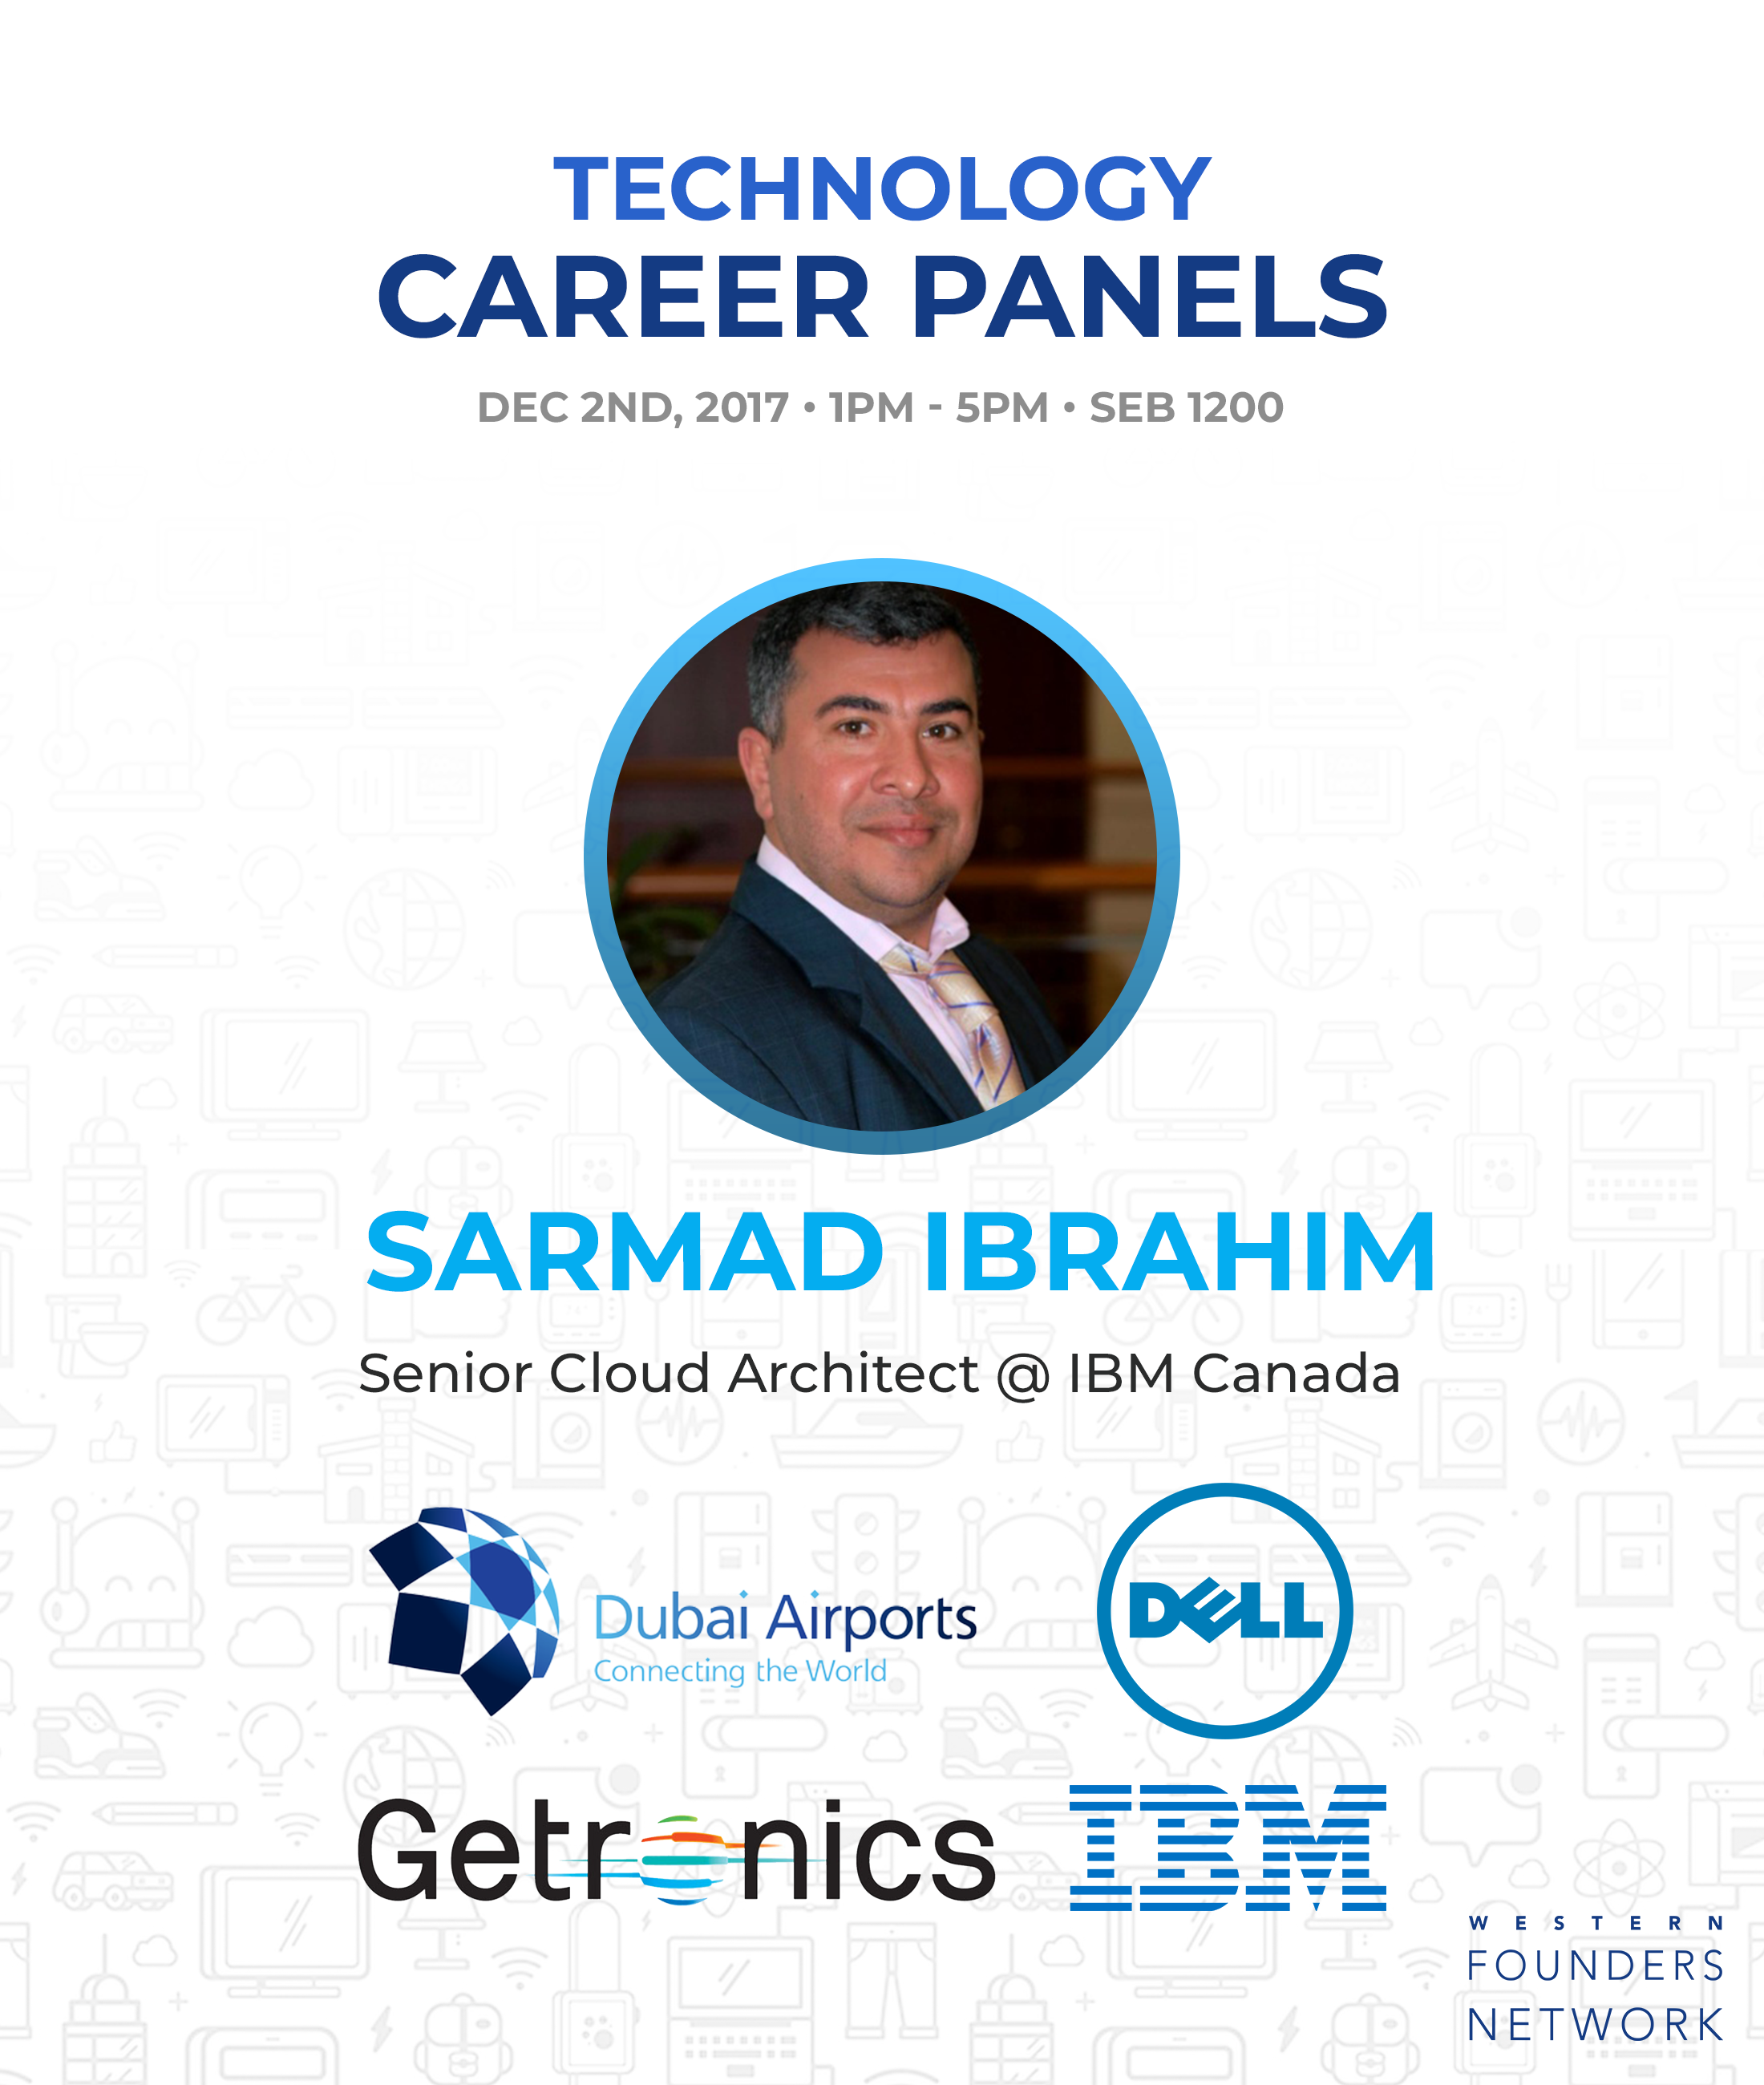 TECHNOLOGY
CAREER PANELS
DEC 2ND, 2017 • 1PM - 5PM • SEB 1200
SARMAD IBRAHIM
Senior Cloud Architect @ IBM Canada
Dubai Airports
Connecting the World
DELL
Getronics
IBM
WESTERN
FOUNDERS
NETWORK